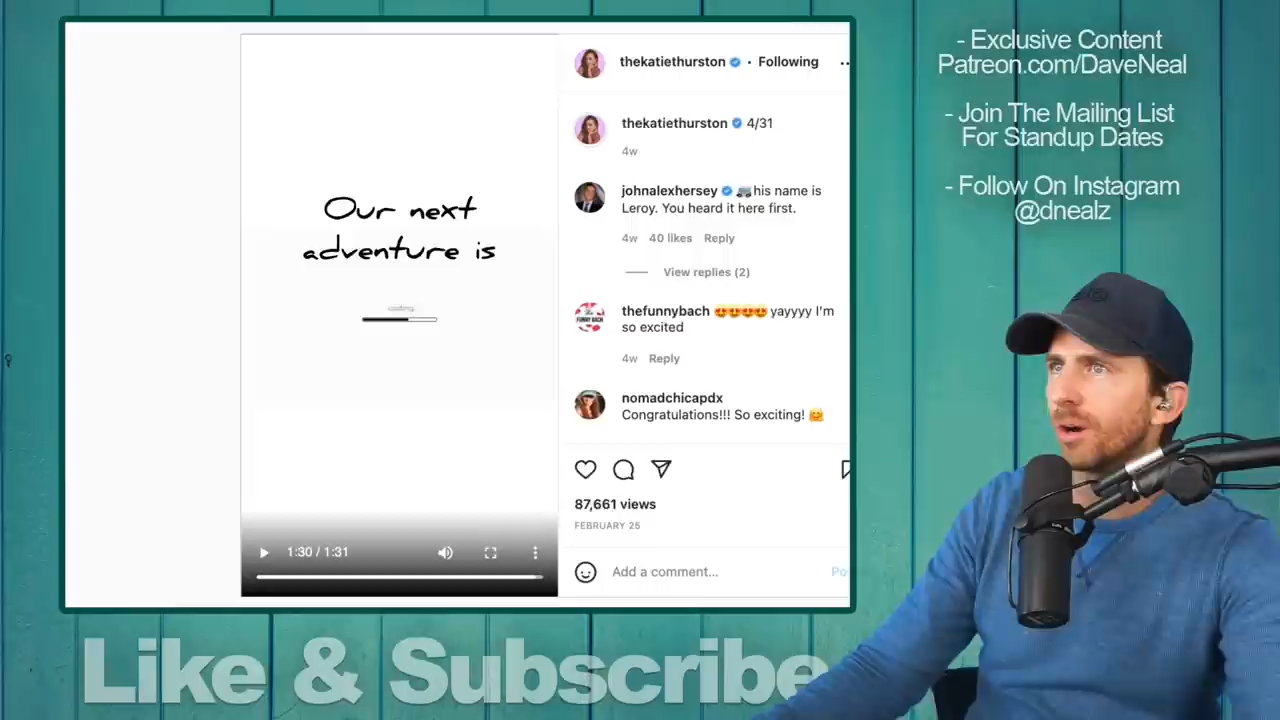 Our next
adventure is
thekatiethurston • Following
thekatiethurston 4/31
4w
johnalexhersey his name is
Leroy. You heard it here first.
4w 40 likes Reply
View replies (2)
thefunnybach 😍😍😍😍 yayyyy I'm
so excited
4w Reply
nomadchicapdx
Congratulations!!! So exciting! 🤗
87,661 views
FEBRUARY 25
1:30 / 1:31
Add a comment...
- Exclusive Content
Patreon.com/DaveNeal
- Join The Mailing List
For Standup Dates
- Follow On Instagram
@dnealz
Like & Subscribe